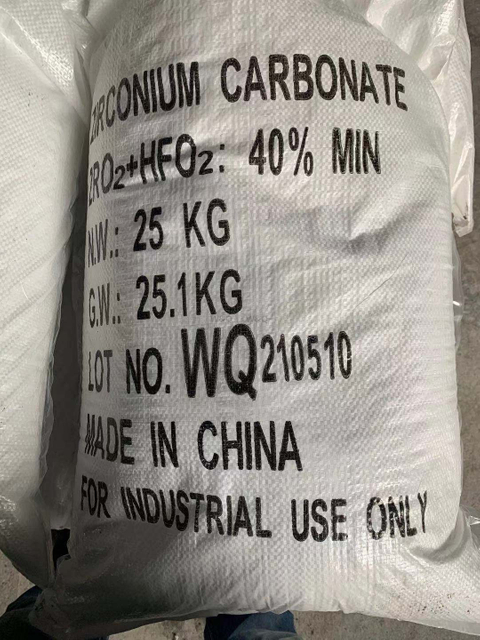 ZIRCONIUM CARBONATE
ZRO₂+HFO₂: 40% MIN
N.W.: 25 KG
G.W.: 25.1KG
LOT NO. WQ210510
MADE IN CHINA
FOR INDUSTRIAL USE ONLY